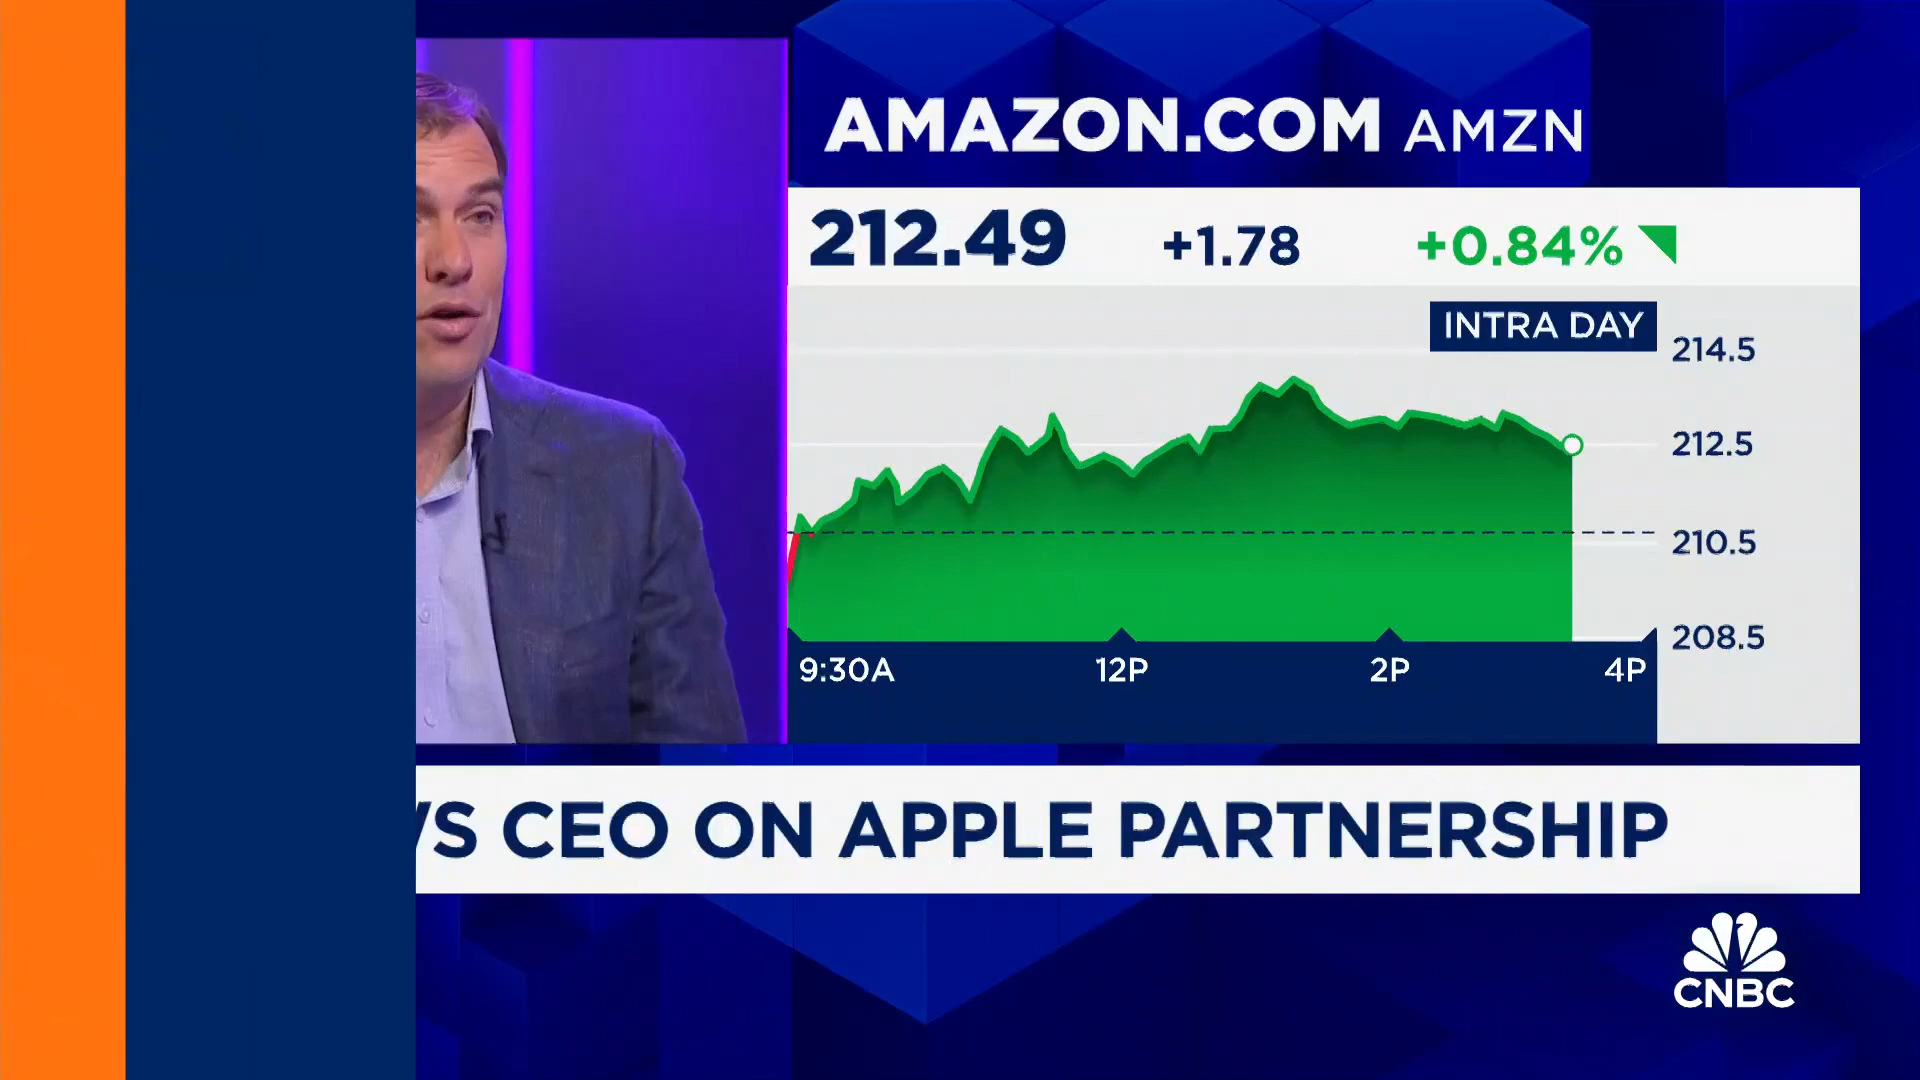 AMAZON.COM AMZN
212.49 +1.78 +0.84%
INTRA DAY
214.5
212.5
210.5
208.5
9:30A 12P 2P 4P
S CEO ON APPLE PARTNERSHIP
CNBC